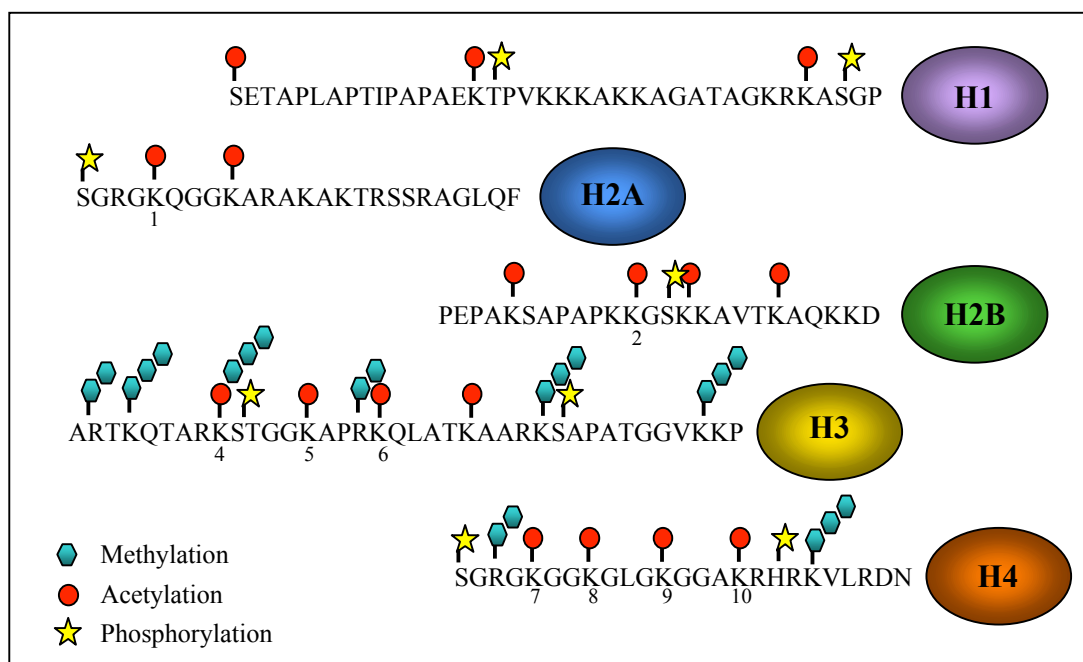 SETAPLAPTIPAPAEKTPVKKKAKKAGATAGKRKASGP
H1
SGRGKQGGKARAKAKTRSSRAGLQF
H2A
1
PEPAKSAPAPKKGSKKAVTKAQKKD
H2B
2
ARTKQTARKSTGGKAPRKQLATKAARKSAPATGGVKKP
H3
4 5 6
Methylation
SGRGKGGKGLGKGGAKRHRKVLRDN
H4
7 8 9 10
Acetylation
Phosphorylation